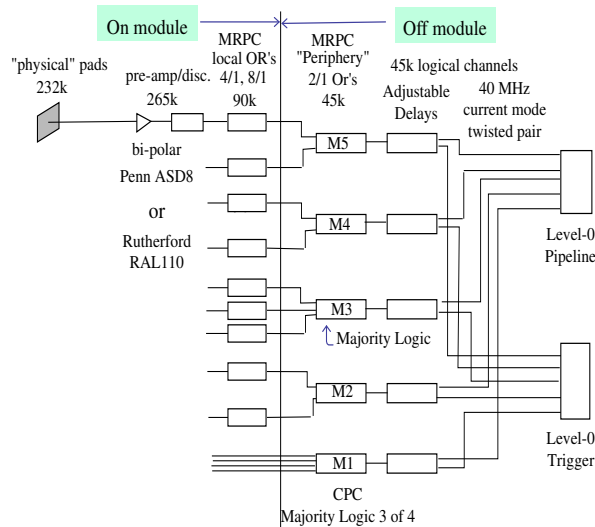 On module
Off module
"physical" pads
232k
pre-amp/disc.
265k
MRPC
local OR's
4/1, 8/1
90k
MRPC
"Periphery"
2/1 Or's
45k
45k logical channels
Adjustable
Delays
40 MHz
current mode
twisted pair
bi-polar
Penn ASD8
or
Rutherford
RAL110
M5
M4
M3
Majority Logic
M2
M1
CPC
Majority Logic 3 of 4
Level-0
Pipeline
Level-0
Trigger